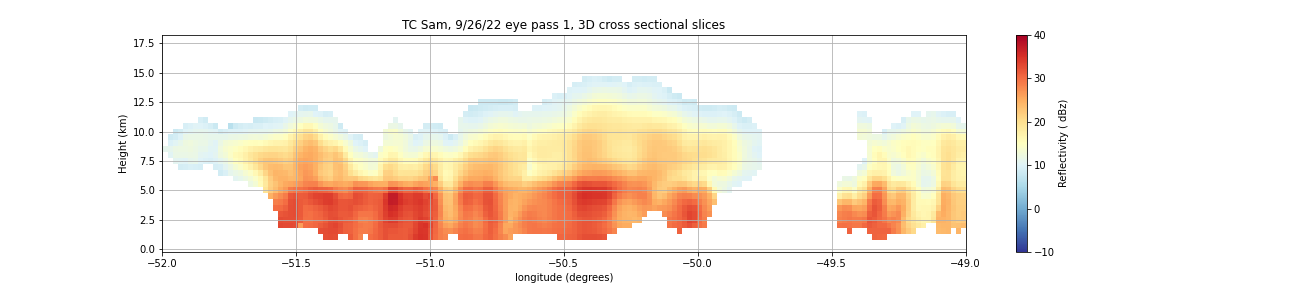 TC Sam, 9/26/22 eye pass 1, 3D cross sectional slices
17.5
15.0
12.5
10.0
7.5
5.0
2.5
0.0
Height (km)
−52.0 −51.5 −51.0 −50.5 −50.0 −49.5 −49.0
longitude (degrees)
40
30
20
10
0
−10
Reflectivity ( dBz)